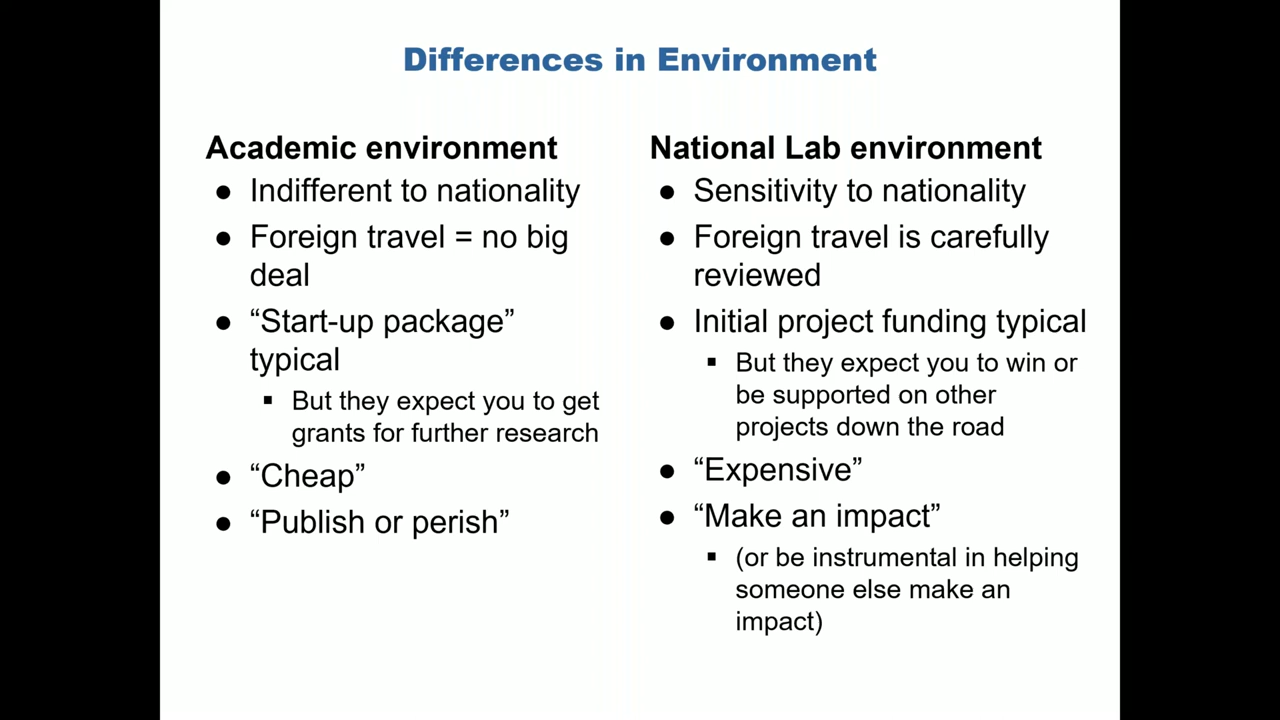 Differences in Environment
Academic environment
● Indifferent to nationality
● Foreign travel = no big
deal
● “Start-up package”
typical
▪ But they expect you to get
grants for further research
● “Cheap”
● “Publish or perish”
National Lab environment
● Sensitivity to nationality
● Foreign travel is carefully
reviewed
● Initial project funding typical
▪ But they expect you to win or
be supported on other
projects down the road
● “Expensive”
● “Make an impact”
▪ (or be instrumental in helping
someone else make an
impact)